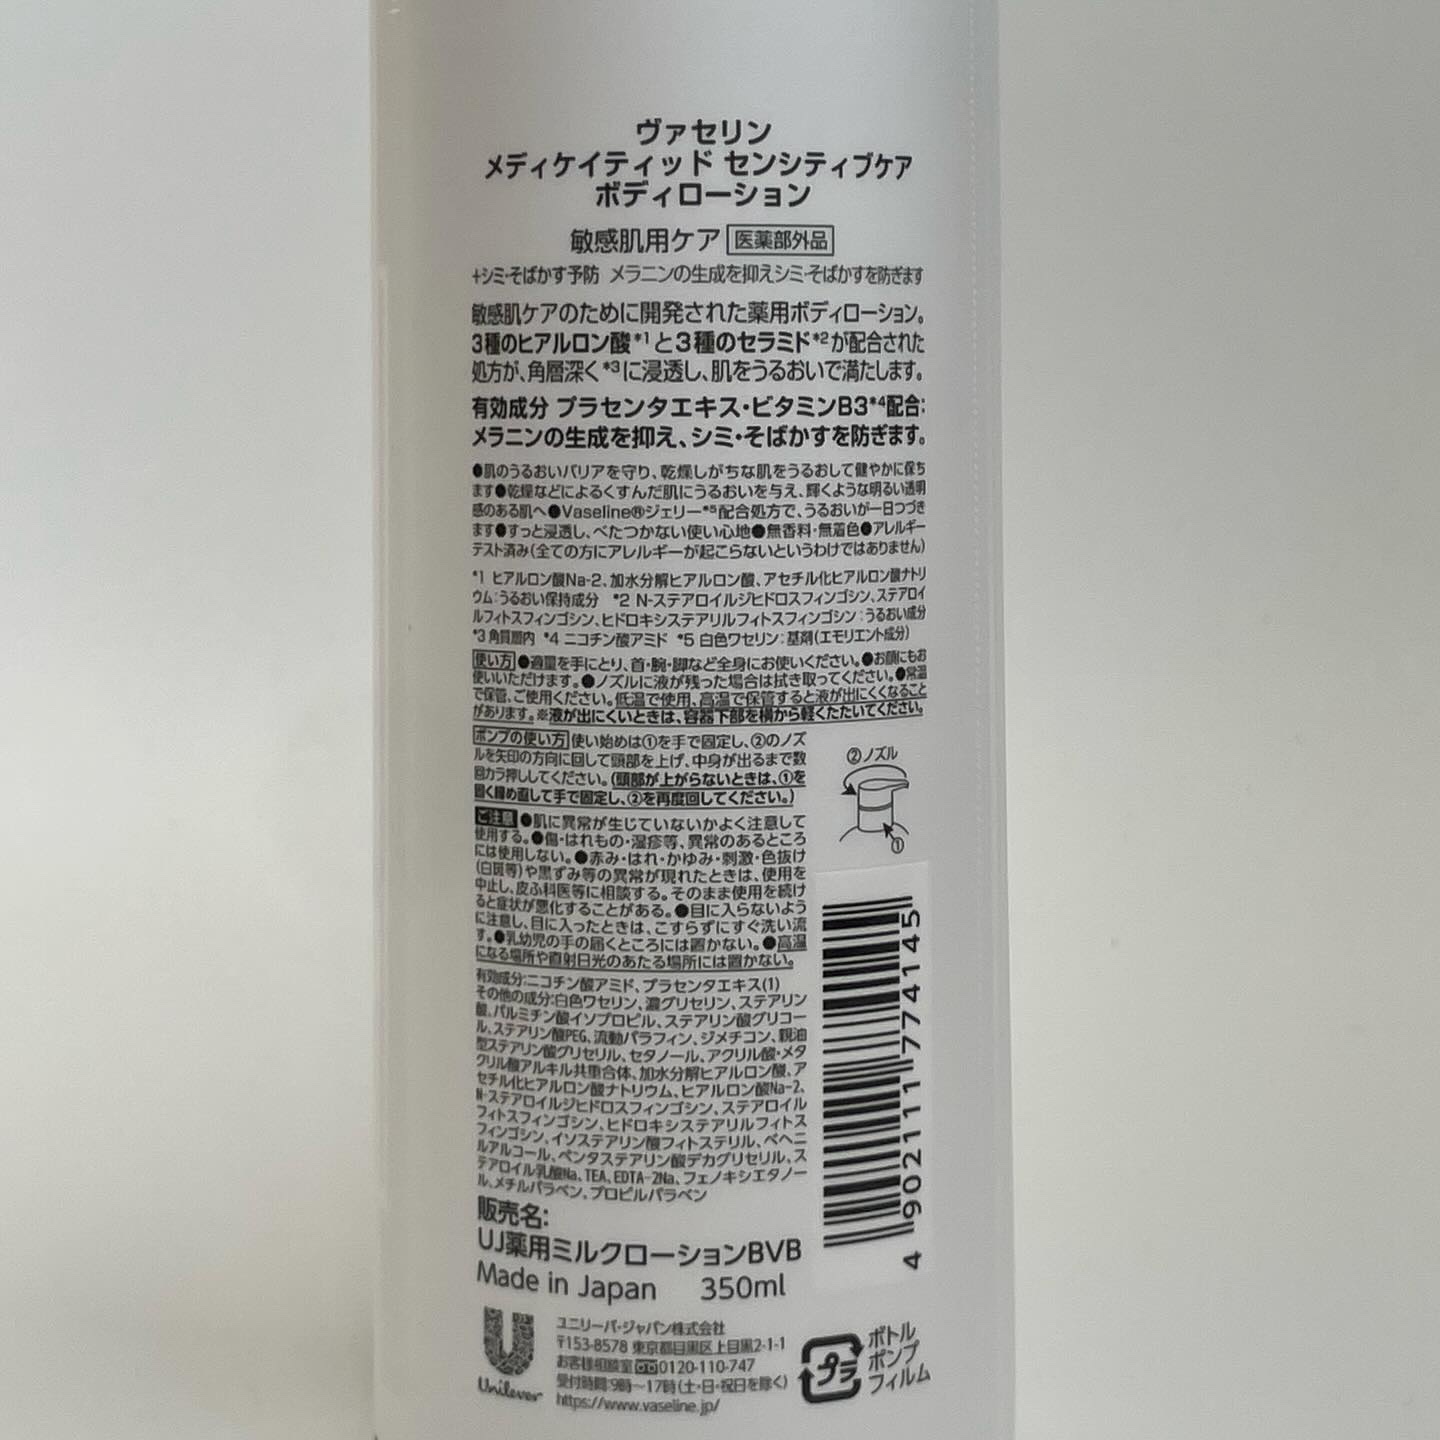 ヴァセリン
メディケイティッド センシティブケア
ボディローション
敏感肌用ケア 医薬部外品
+シミ・そばかす予防 メラニンの生成を抑えシミ・そばかすを防ぎます
敏感肌ケアのために開発された薬用ボディローション。
3種のヒアルロン酸*1と3種のセラミド*2が配合された
処方が、角層深く*3に浸透し、肌をうるおいで満たします。
有効成分 プラセンタエキス・ビタミンB3*4配合:
メラニンの生成を抑え、シミ・そばかすを防ぎます。
●肌のうるおいバリアを守り、乾燥しがちな肌をうるおして健やかに保ち
ます●乾燥などによるくすんだ肌にうるおいを与え、輝くような明るい透明
感のある肌へ●Vaseline®ジェリー*5配合処方で、うるおいが一日つづき
ます●すっと浸透し、べたつかない使い心地●無香料・無着色●アレルギー
テスト済み(全ての方にアレルギーが起こらないというわけではありません)
*1 ヒアルロン酸Na-2、加水分解ヒアルロン酸、アセチル化ヒアルロン酸ナトリ
ウム:うるおい保持成分 *2 N-ステアロイルジヒドロスフィンゴシン、ステアロイ
ルフィトスフィンゴシン、ヒドロキシステアリルフィトスフィンゴシン:うるおい成分
*3 角質層内 *4 ニコチン酸アミド *5 白色ワセリン:基剤(エモリエント成分)
使い方 ●適量を手にとり、首・腕・脚など全身にお使いください。●お顔にもお
使いいただけます。●ノズルに液が残った場合は拭き取ってください。●常温
で保管、ご使用ください。低温で使用、高温で保管すると液が出にくくなること
があります。※液が出にくいときは、容器下部を横から軽くたたいてください。
ポンプの使い方 使い始めは①を手で固定し、②のノズ
ルを矢印の方向に回して頭部を上げ、中身が出るまで数
回カラ押ししてください。(頭部が上がらないときは、①を
固く締め直して手で固定し、②を再度回してください。)
②ノズル
①
ご注意 ●肌に異常が生じていないかよく注意して
使用する。●傷・はれもの・湿疹等、異常のあるところ
には使用しない。●赤み・はれ・かゆみ・刺激・色抜け
(白斑等)や黒ずみ等の異常が現れたときは、使用を
中止し、皮ふ科医等に相談する。そのまま使用を続け
ると症状が悪化することがある。●目に入らないよう
に注意し、目に入ったときは、こすらずにすぐ洗い流
す。●乳幼児の手の届くところには置かない。●高温
になる場所や直射日光のあたる場所には置かない。
有効成分:ニコチン酸アミド、プラセンタエキス(1)
その他の成分:白色ワセリン、濃グリセリン、ステアリン
酸、パルミチン酸イソプロピル、ステアリン酸グリコー
ル、ステアリン酸PEG、流動パラフィン、ジメチコン、親油
型ステアリン酸グリセリル、セタノール、アクリル酸・メタ
クリル酸アルキル共重合体、加水分解ヒアルロン酸、ア
セチル化ヒアルロン酸ナトリウム、ヒアルロン酸Na-2、
N-ステアロイルジヒドロスフィンゴシン、ステアロイル
フィトスフィンゴシン、ヒドロキシステアリルフィトス
フィンゴシン、イソステアリン酸フィトステリル、ベヘニ
ルアルコール、ペンタステアリン酸デカグリセリル、ス
テアロイル乳酸Na、TEA、EDTA-2Na、フェノキシエタノー
ル、メチルパラベン、プロピルパラベン
4902111774145
販売名:
UJ薬用ミルクローションBVB
Made in Japan 350ml
Unilever
ユニリーバ・ジャパン株式会社
〒153-8578 東京都目黒区上目黒2-1-1
お客様相談室 0120-110-747
受付時間:9時〜17時(土・日・祝日を除く)
https://www.vaseline.jp/
プラ
ボトル
ポンプ
フィルム